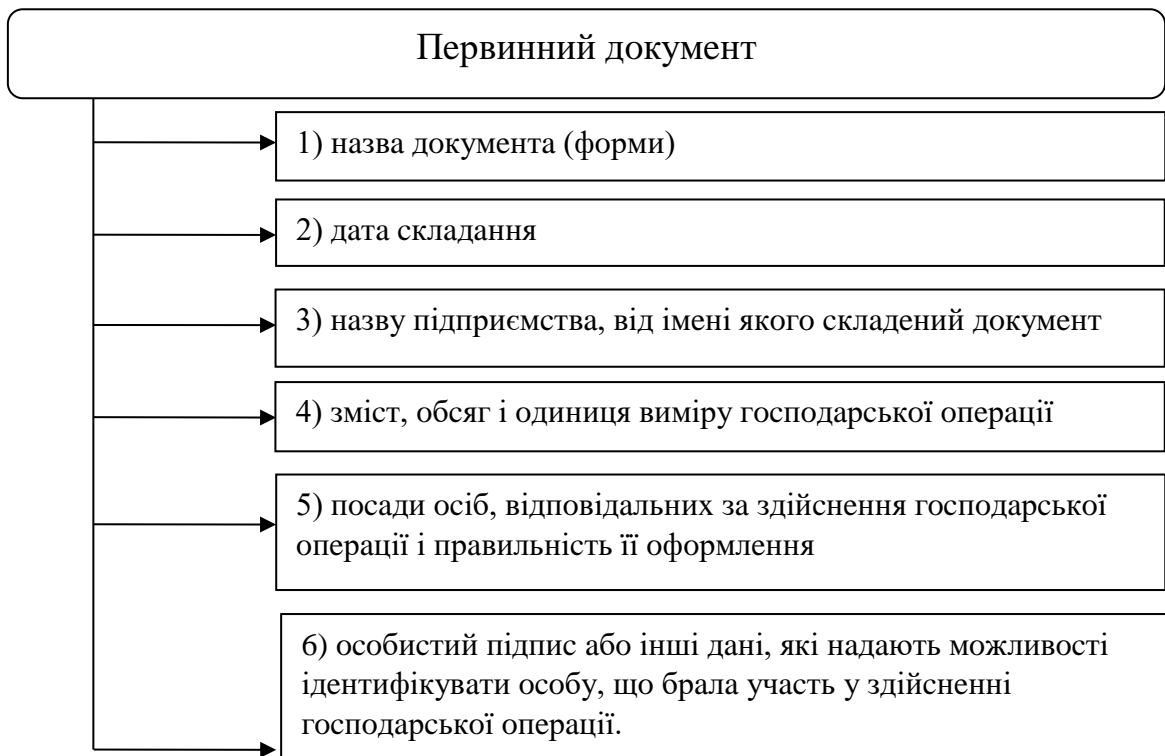 Первинний документ
1) назва документа (форми)
2) дата складання
3) назву підприємства, від імені якого складений документ
4) зміст, обсяг і одиниця виміру господарської операції
5) посади осіб, відповідальних за здійснення господарської
операції і правильність її оформлення
6) особистий підпис або інші дані, які надають можливості
ідентифікувати особу, що брала участь у здійсненні
господарської операції.